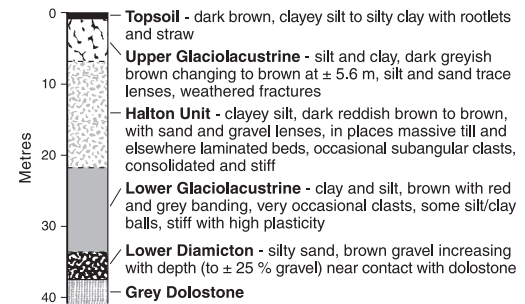 0
10
20
30
40
Metres
Topsoil - dark brown, clayey silt to silty clay with rootlets
and straw
Upper Glaciolacustrine - silt and clay, dark greyish
brown changing to brown at ± 5.6 m, silt and sand trace
lenses, weathered fractures
Halton Unit - clayey silt, dark reddish brown to brown,
with sand and gravel lenses, in places massive till and
elsewhere laminated beds, occasional subangular clasts,
consolidated and stiff
Lower Glaciolacustrine - clay and silt, brown with red
and grey banding, very occasional clasts, some silt/clay
balls, stiff with high plasticity
Lower Diamicton - silty sand, brown gravel increasing
with depth (to ± 25 % gravel) near contact with dolostone
Grey Dolostone